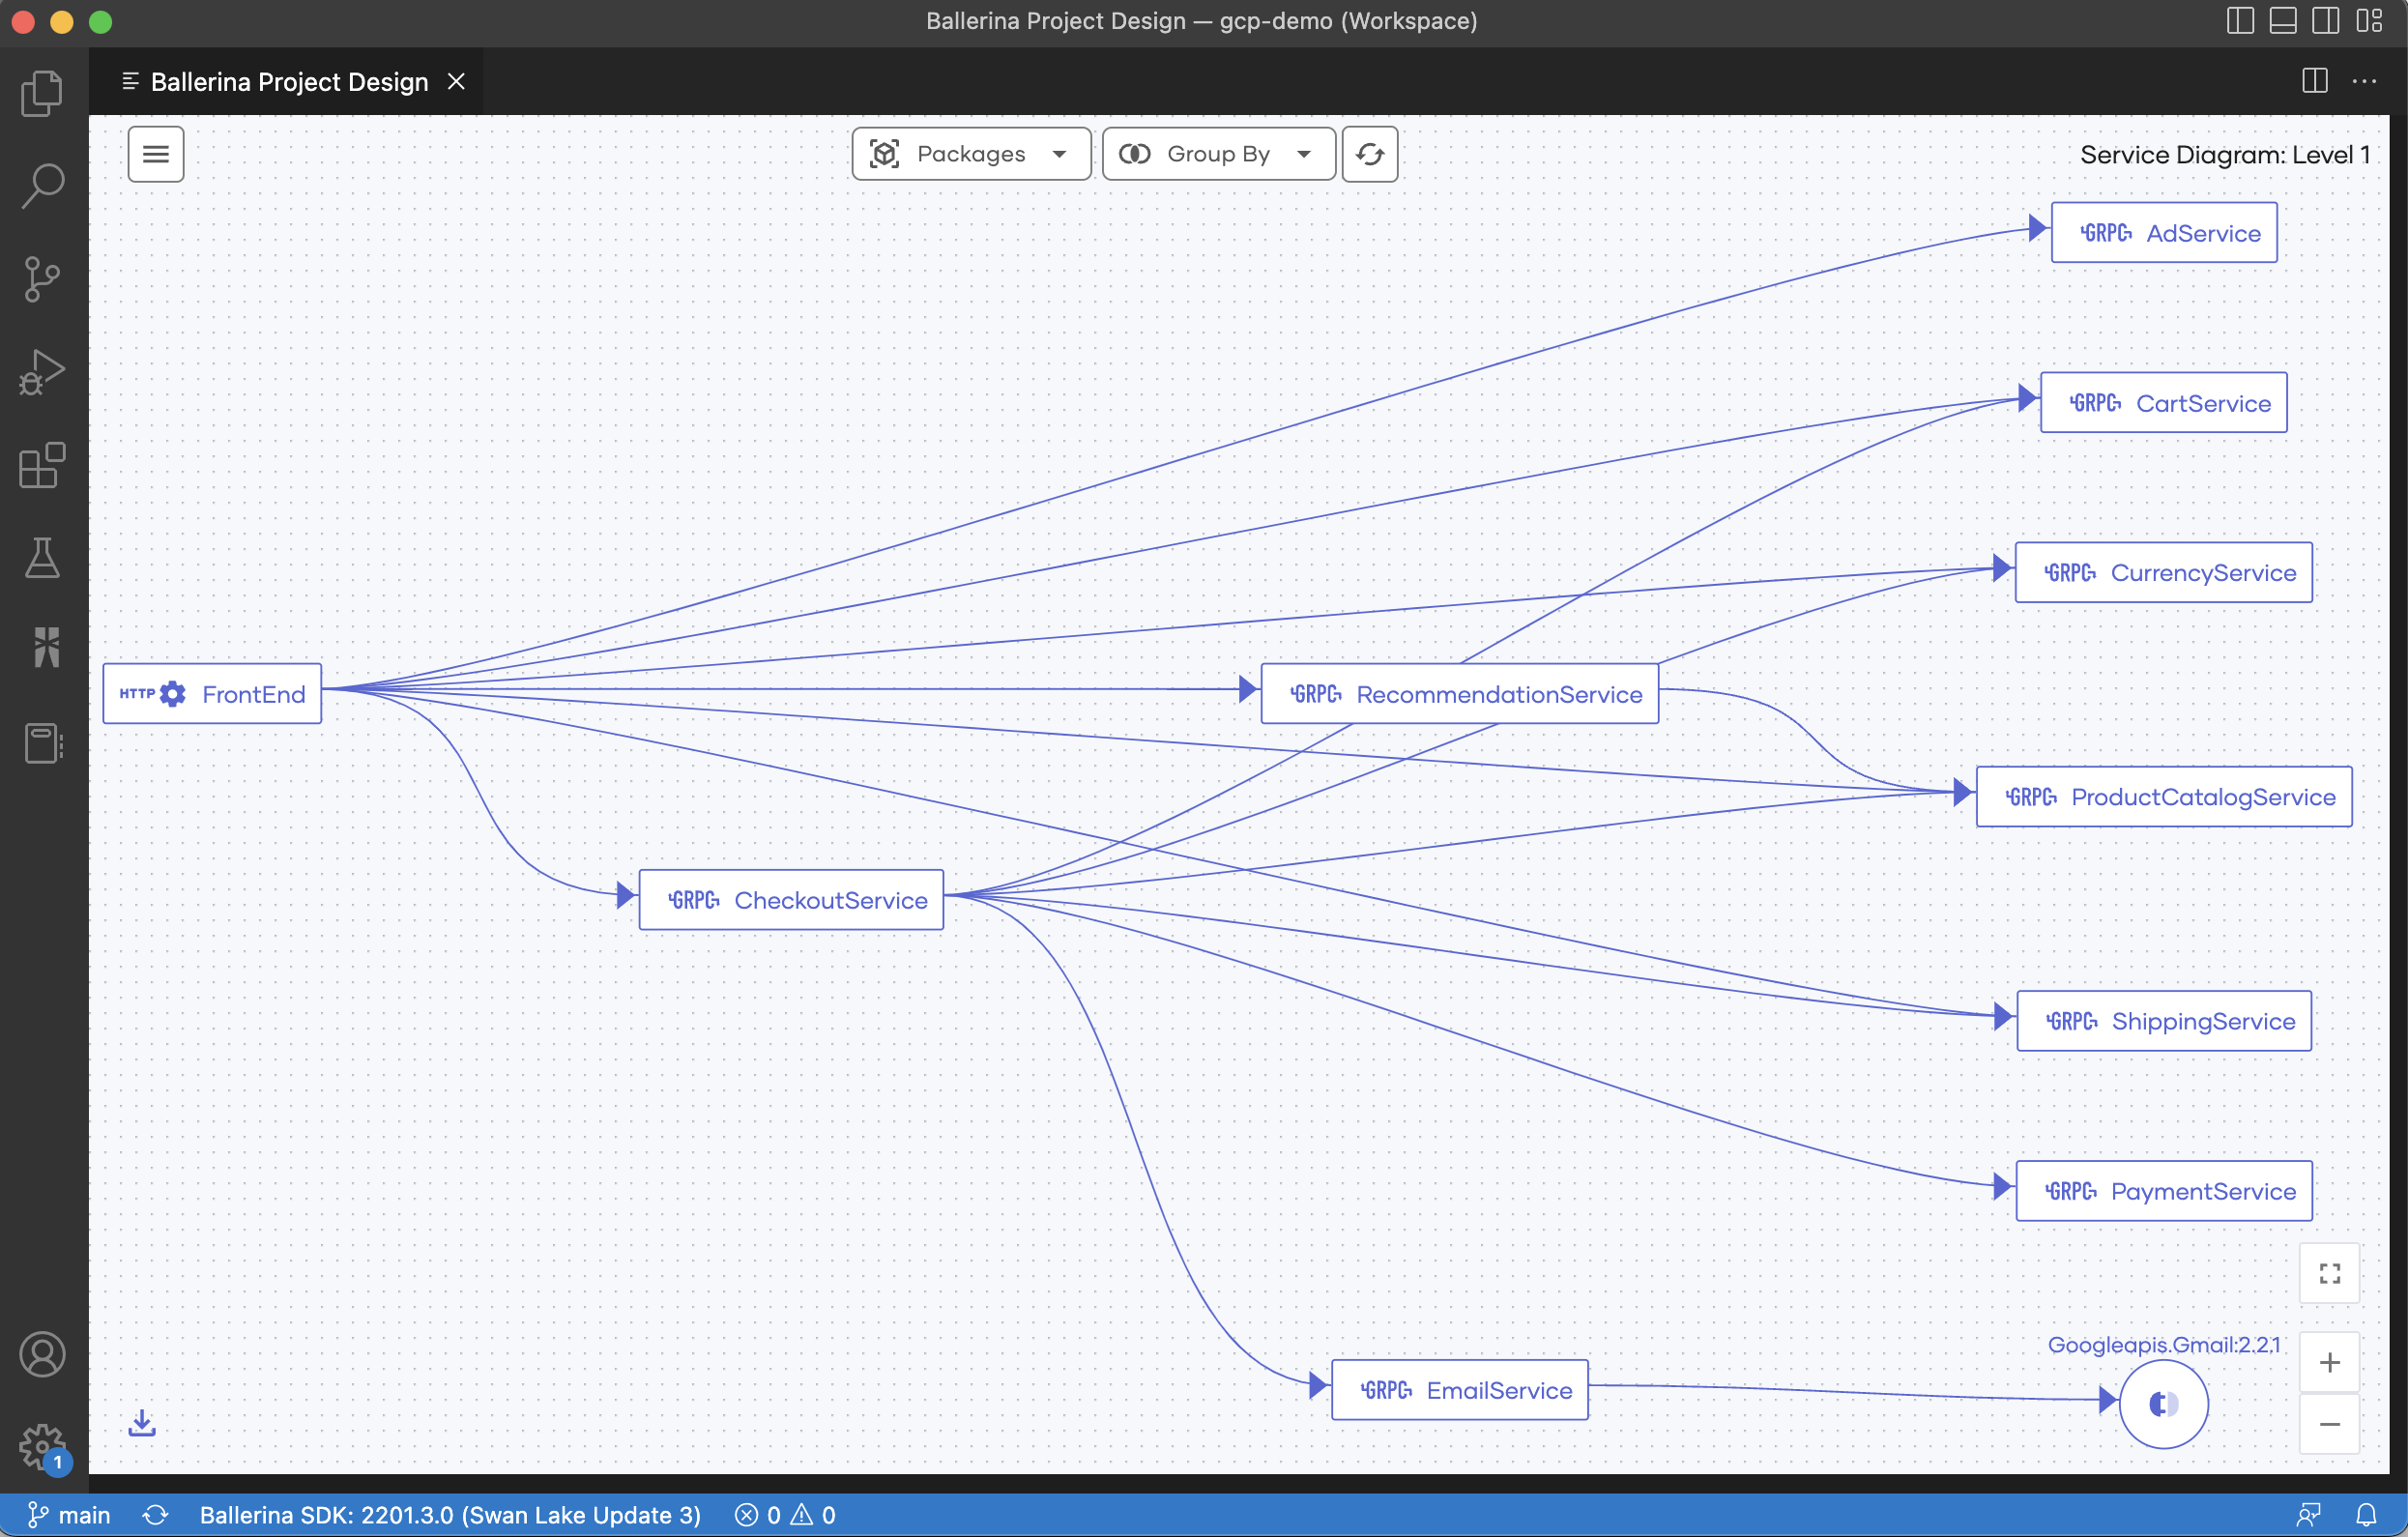 Ballerina Project Design — gcp-demo (Workspace)
Ballerina Project Design
Packages
Group By
Service Diagram: Level 1
GRPC AdService
GRPC CartService
GRPC CurrencyService
HTTP FrontEnd
GRPC RecommendationService
GRPC ProductCatalogService
GRPC CheckoutService
GRPC ShippingService
GRPC PaymentService
Googleapis.Gmail:2.2.1
GRPC EmailService
1
main
Ballerina SDK: 2201.3.0 (Swan Lake Update 3)
0
0